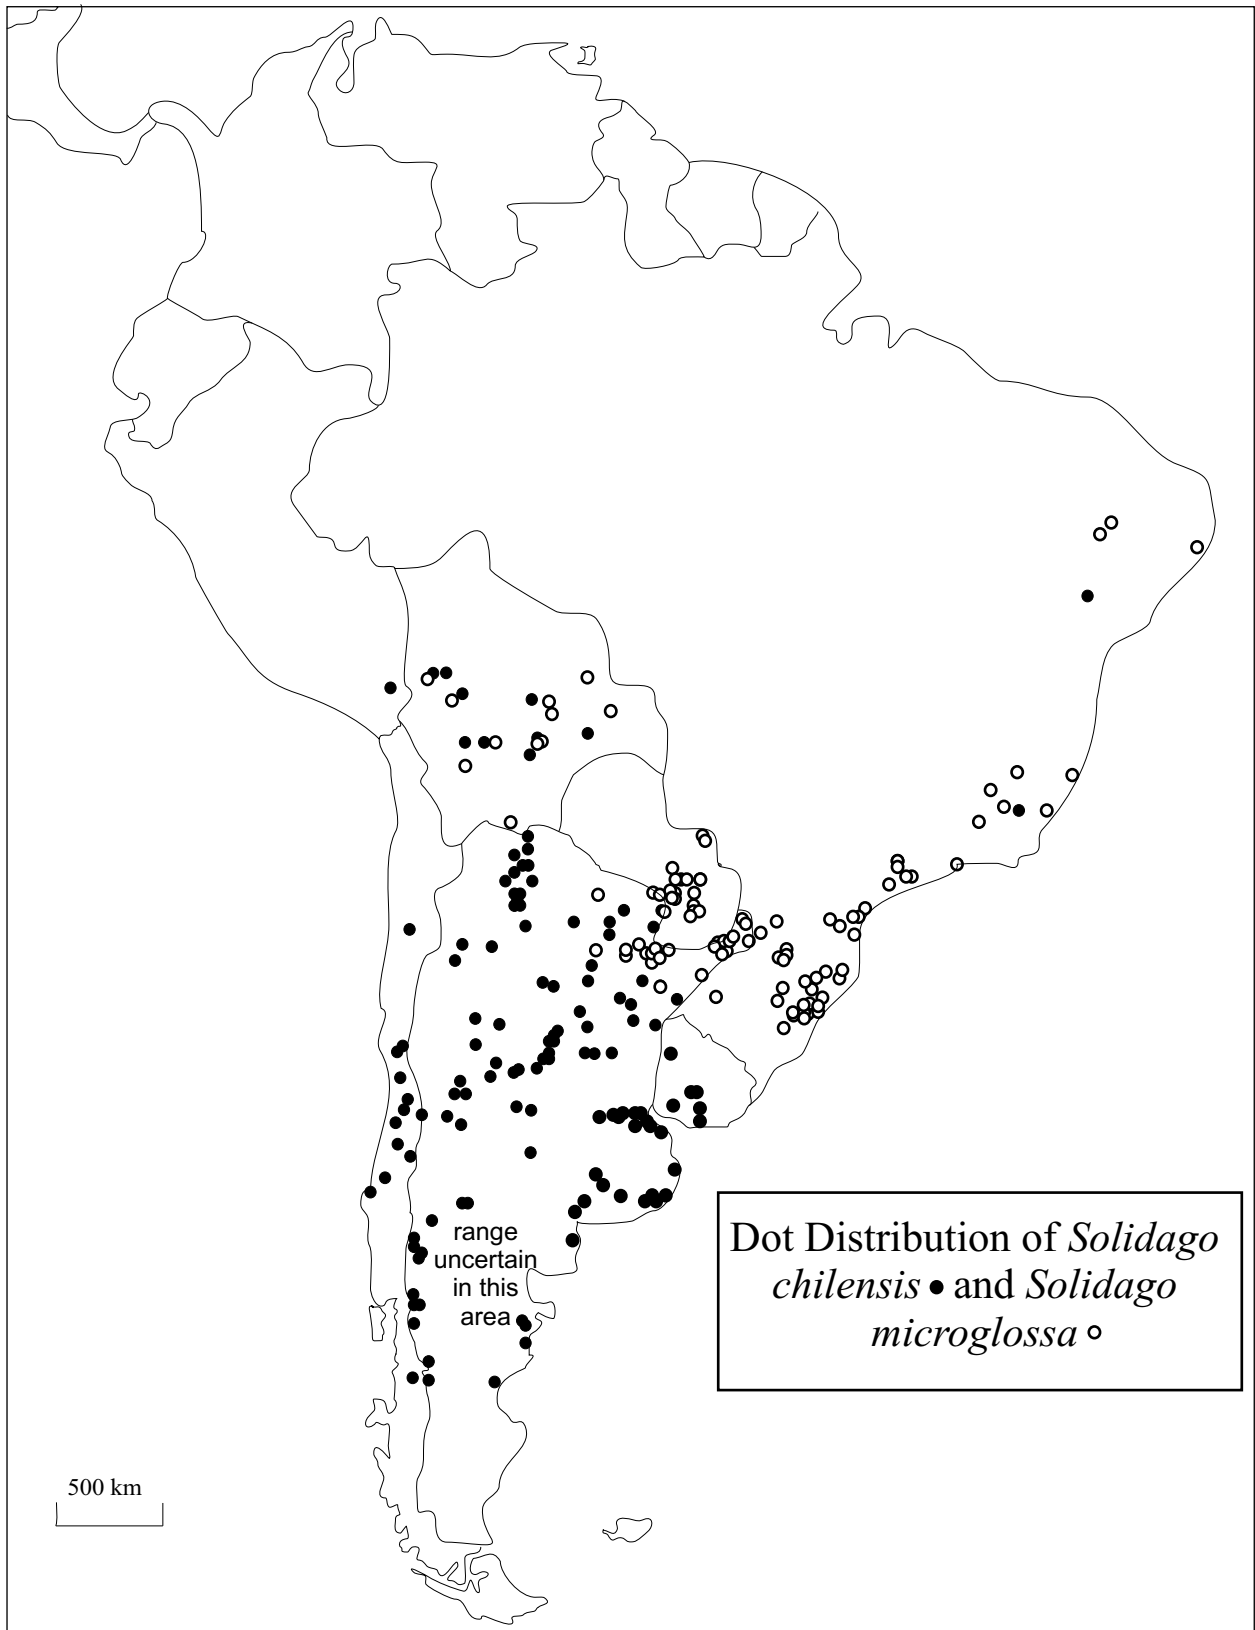 range
uncertain
in this
area
Dot Distribution of Solidago
chilensis ● and Solidago
microglossa ○
500 km